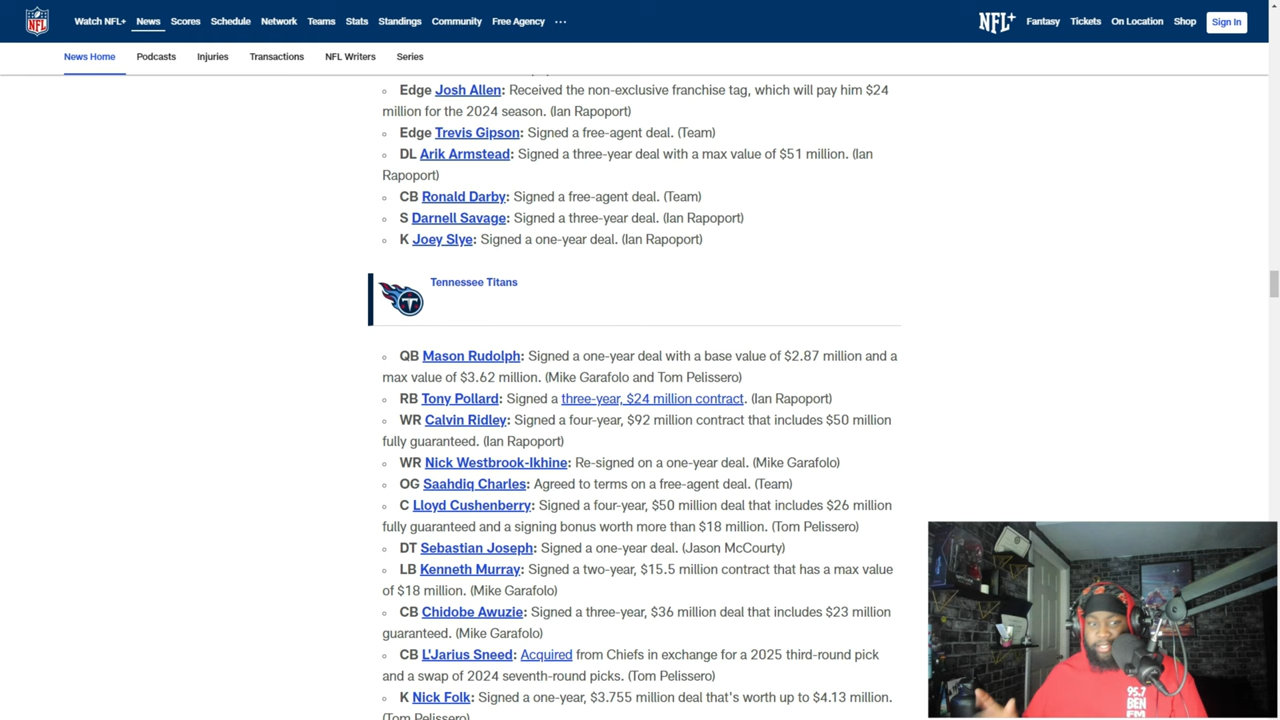 NFL
Watch NFL+ News Scores Schedule Network Teams Stats Standings Community Free Agency ...
NFL+ Fantasy Tickets On Location Shop Sign In
News Home Podcasts Injuries Transactions NFL Writers Series
Edge Josh Allen: Received the non-exclusive franchise tag, which will pay him $24
million for the 2024 season. (Ian Rapoport)
Edge Trevis Gipson: Signed a free-agent deal. (Team)
DL Arik Armstead: Signed a three-year deal with a max value of $51 million. (Ian
Rapoport)
CB Ronald Darby: Signed a free-agent deal. (Team)
S Darnell Savage: Signed a three-year deal. (Ian Rapoport)
K Joey Slye: Signed a one-year deal. (Ian Rapoport)
T
Tennessee Titans
QB Mason Rudolph: Signed a one-year deal with a base value of $2.87 million and a
max value of $3.62 million. (Mike Garafolo and Tom Pelissero)
RB Tony Pollard: Signed a three-year, $24 million contract. (Ian Rapoport)
WR Calvin Ridley: Signed a four-year, $92 million contract that includes $50 million
fully guaranteed. (Ian Rapoport)
WR Nick Westbrook-Ikhine: Re-signed on a one-year deal. (Mike Garafolo)
OG Saahdiq Charles: Agreed to terms on a free-agent deal. (Team)
C Lloyd Cushenberry: Signed a four-year, $50 million deal that includes $26 million
fully guaranteed and a signing bonus worth more than $18 million. (Tom Pelissero)
DT Sebastian Joseph: Signed a one-year deal. (Jason McCourty)
LB Kenneth Murray: Signed a two-year, $15.5 million contract that has a max value
of $18 million. (Mike Garafolo)
CB Chidobe Awuzie: Signed a three-year, $36 million deal that includes $23 million
guaranteed. (Mike Garafolo)
CB L'Jarius Sneed: Acquired from Chiefs in exchange for a 2025 third-round pick
and a swap of 2024 seventh-round picks. (Tom Pelissero)
K Nick Folk: Signed a one-year, $3.755 million deal that's worth up to $4.13 million.
(Tom Pelissero)
95.7
BEN
FM